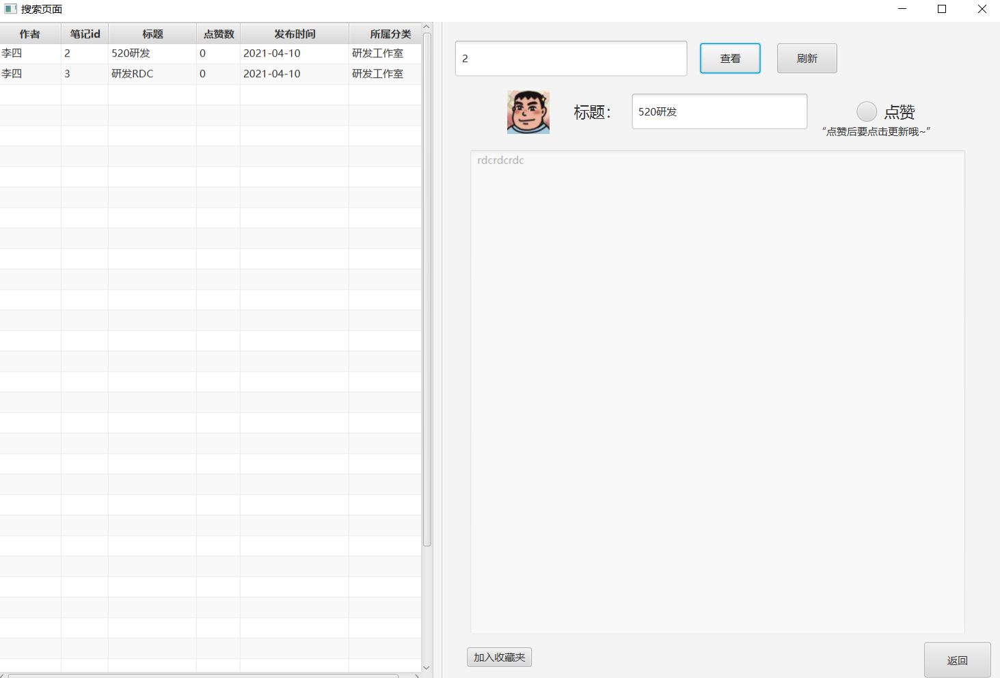 搜索页面
作者 笔记id 标题 点赞数 发布时间 所属分类
李四 2 520研发 0 2021-04-10 研发工作室
李四 3 研发RDC 0 2021-04-10 研发工作室
2 查看 刷新
标题： 520研发 点赞
“点赞后要点击更新哦~”
rdcrdcrdc
加入收藏夹 返回